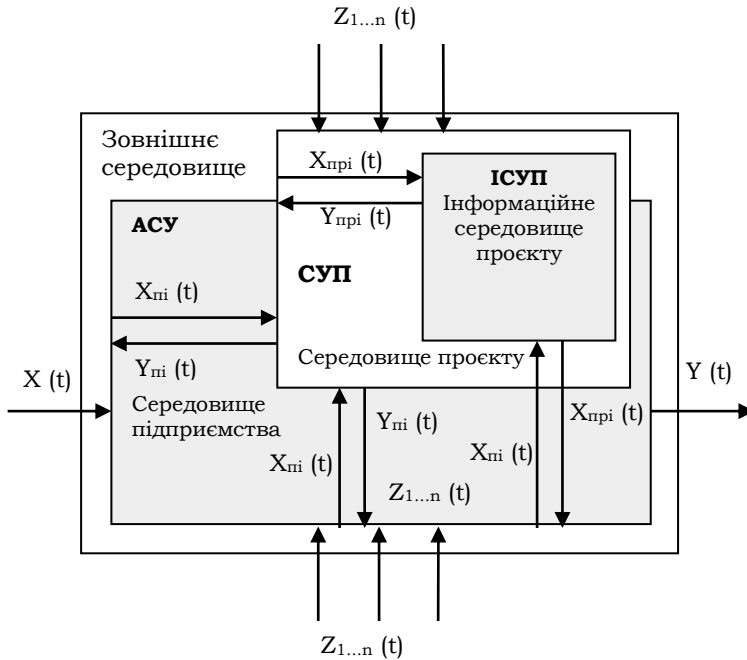 Z1...n (t)
Зовнішнє
середовище
Xпрі (t)
ІСУП
Інформаційне
середовище
проєкту
Yпрі (t)
АСУ
СУП
Xпі (t)
Середовище проєкту
Yпі (t)
X (t)
Y (t)
Середовище
підприємства
Yпі (t)
Xпрі (t)
Xпі (t)
Xпі (t)
Z1...n (t)
Z1...n (t)